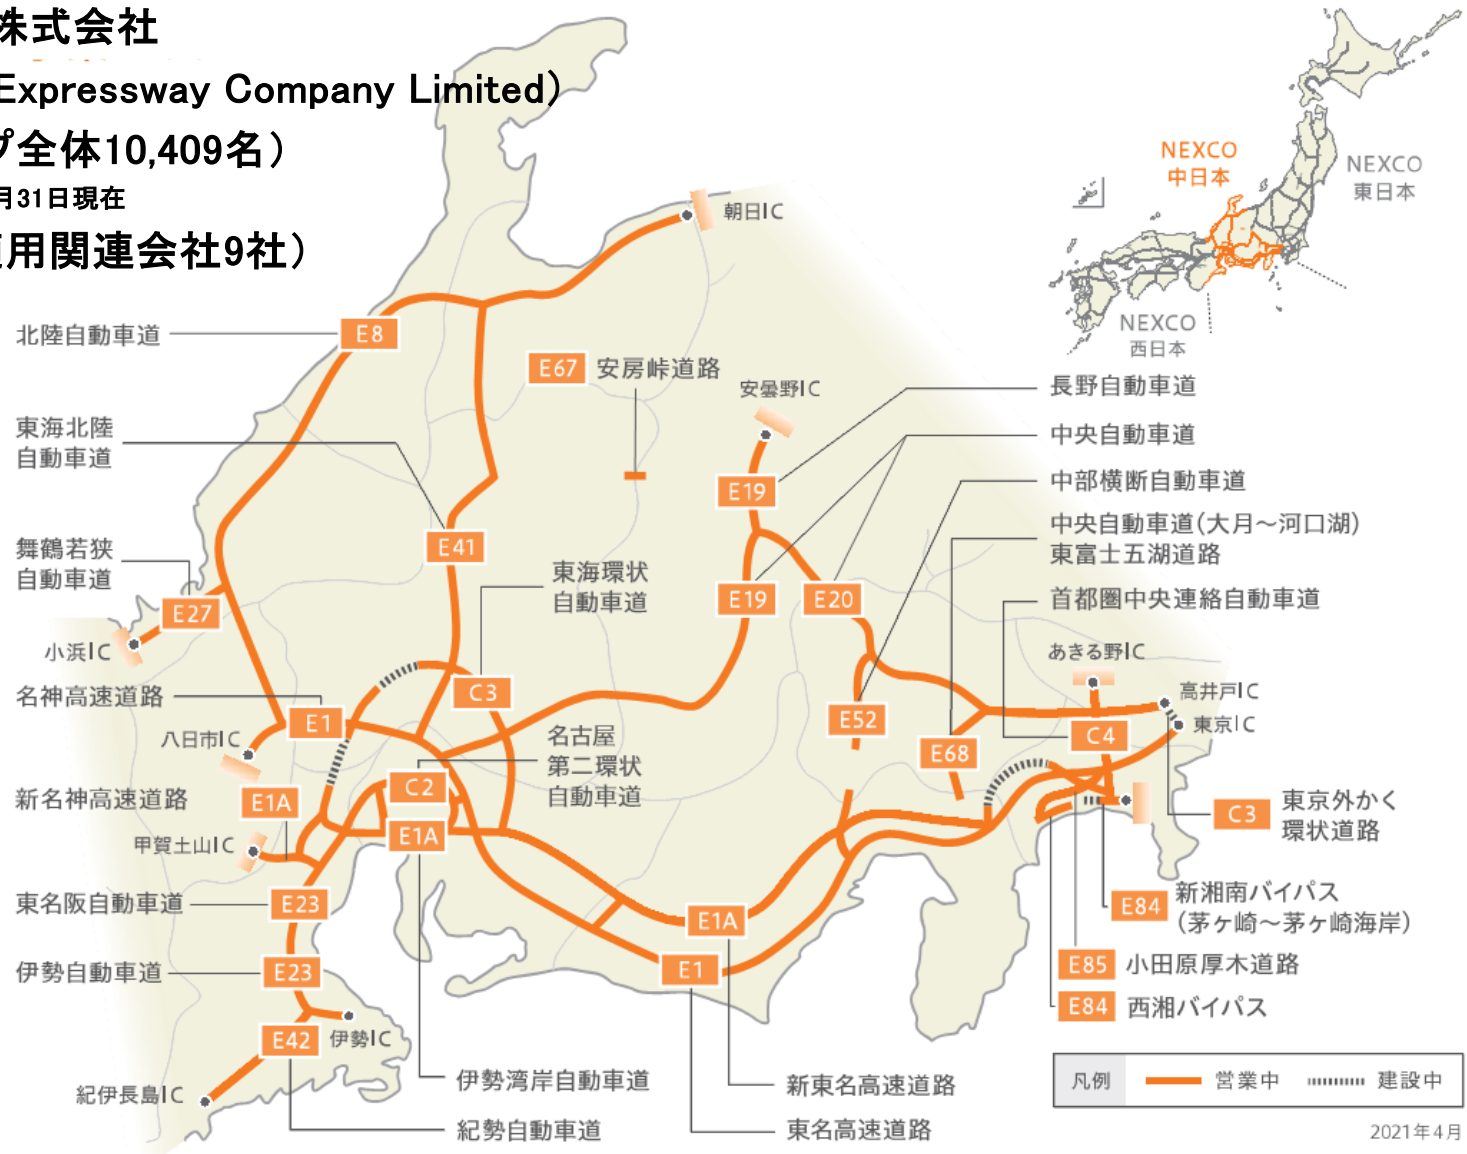 株式会社
Expressway Company Limited)
プ全体10,409名）
月31日現在
用関連会社9社）
NEXCO
中日本
NEXCO
東日本
NEXCO
西日本
朝日IC
北陸自動車道
E8
E67
安房峠道路
安曇野IC
長野自動車道
東海北陸
自動車道
中央自動車道
E19
中部横断自動車道
中央自動車道(大月～河口湖)
東富士五湖道路
舞鶴若狭
自動車道
E41
東海環状
自動車道
E19
E20
首都圏中央連絡自動車道
E27
小浜IC
あきる野IC
名神高速道路
C3
高井戸IC
E1
E52
東京IC
八日市IC
名古屋
第二環状
自動車道
E68
C4
新名神高速道路
E1A
C2
C3
東京外かく
環状道路
甲賀土山IC
E1A
東名阪自動車道
E23
E1A
E84
新湘南バイパス
(茅ヶ崎～茅ヶ崎海岸)
伊勢自動車道
E23
E1
E85
小田原厚木道路
E84
西湘バイパス
E42
伊勢IC
紀伊長島IC
伊勢湾岸自動車道
新東名高速道路
紀勢自動車道
東名高速道路
凡例
営業中
建設中
2021年4月